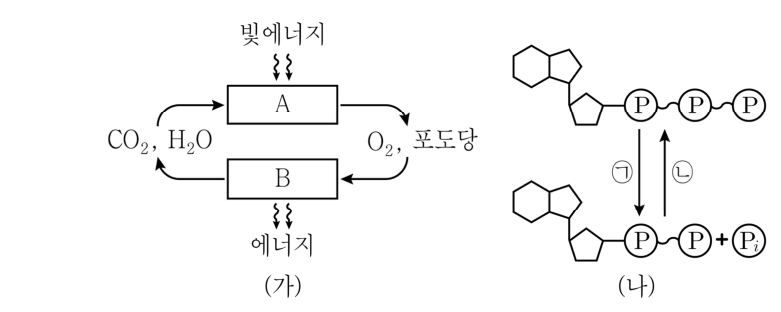 빛에너지
A
CO₂, H₂O
O₂, 포도당
B
에너지
(가)
P P P
㉠ ㉡
P P + Pᵢ
(나)